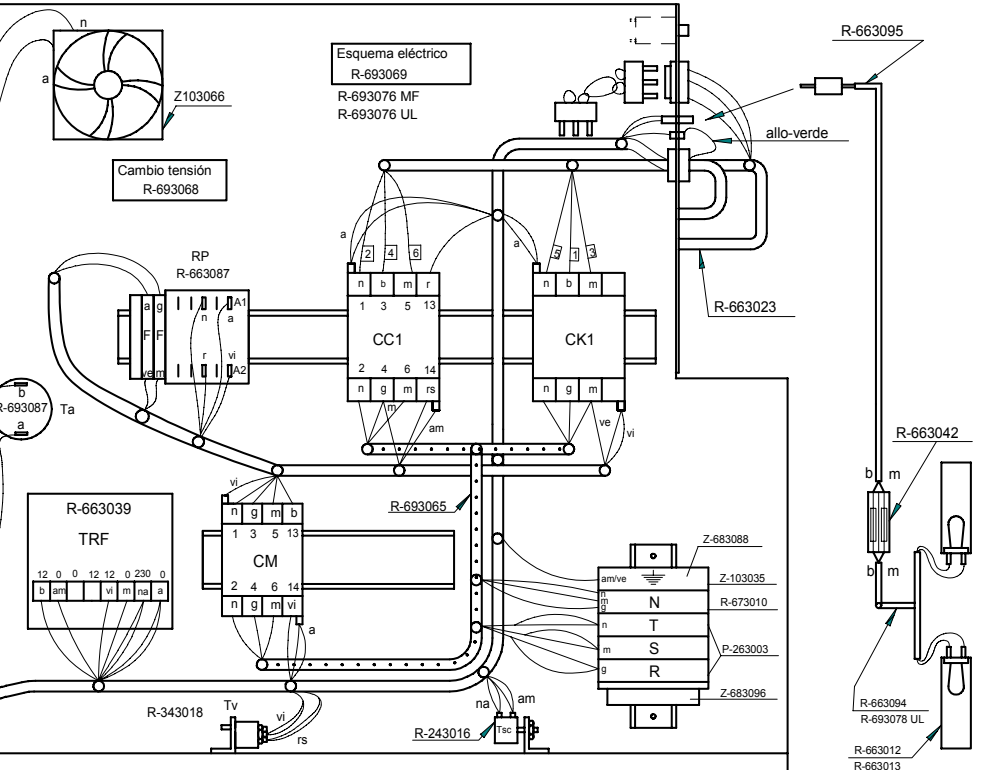 n
a
Z103066
Esquema eléctrico
R-693069
R-693076 MF
R-693076 UL
R-663095
allo-verde
Cambio tensión
R-693068
RP
R-663087
a 2 4 6
a 5 1 3
R-663023
a g
F F
ve m
A1
n a
r vi
A2
n b m r
1 3 5 13
CC1
2 4 6 14
n g m rs
m
am
n b m
CK1
n g m
ve
vi
b
R-693087
a
Ta
R-663042
b m
b m
vi
n g m b
1 3 5 13
CM
2 4 6 14
n g m vi
a
R-693065
R-663039
TRF
12 0 0 12 12 0 230 0
b am vi m na a
Z-683088
am/ve
Z-103035
n
m
g
N
R-673010
n T
m S
P-263003
g R
Z-683096
R-343018
Tv
vi
rs
na
am
R-243016
Tsc
R-663094
R-693078 UL
R-663012
R-663013